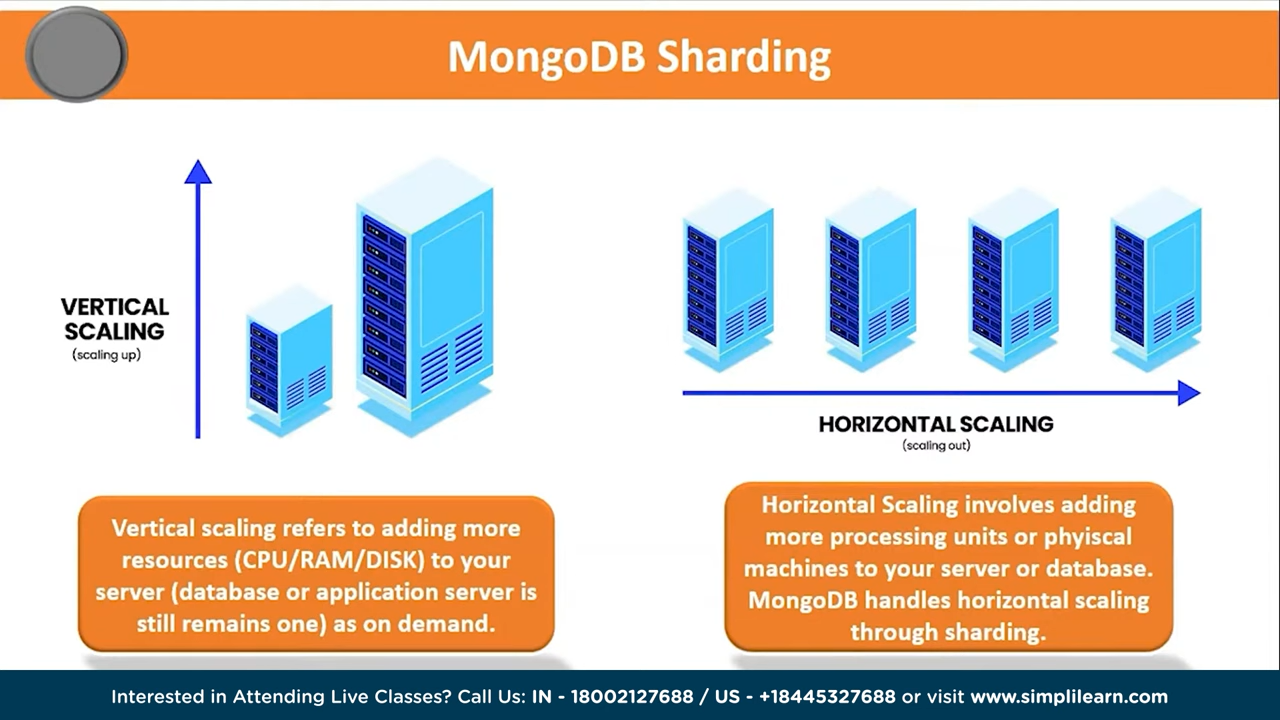 MongoDB Sharding
VERTICAL
SCALING
(scaling up)
HORIZONTAL SCALING
(scaling out)
Vertical scaling refers to adding more
resources (CPU/RAM/DISK) to your
server (database or application server is
still remains one) as on demand.
Horizontal Scaling involves adding
more processing units or phyiscal
machines to your server or database.
MongoDB handles horizontal scaling
through sharding.
Interested in Attending Live Classes? Call Us: IN - 18002127688 / US - +18445327688 or visit www.simplilearn.com